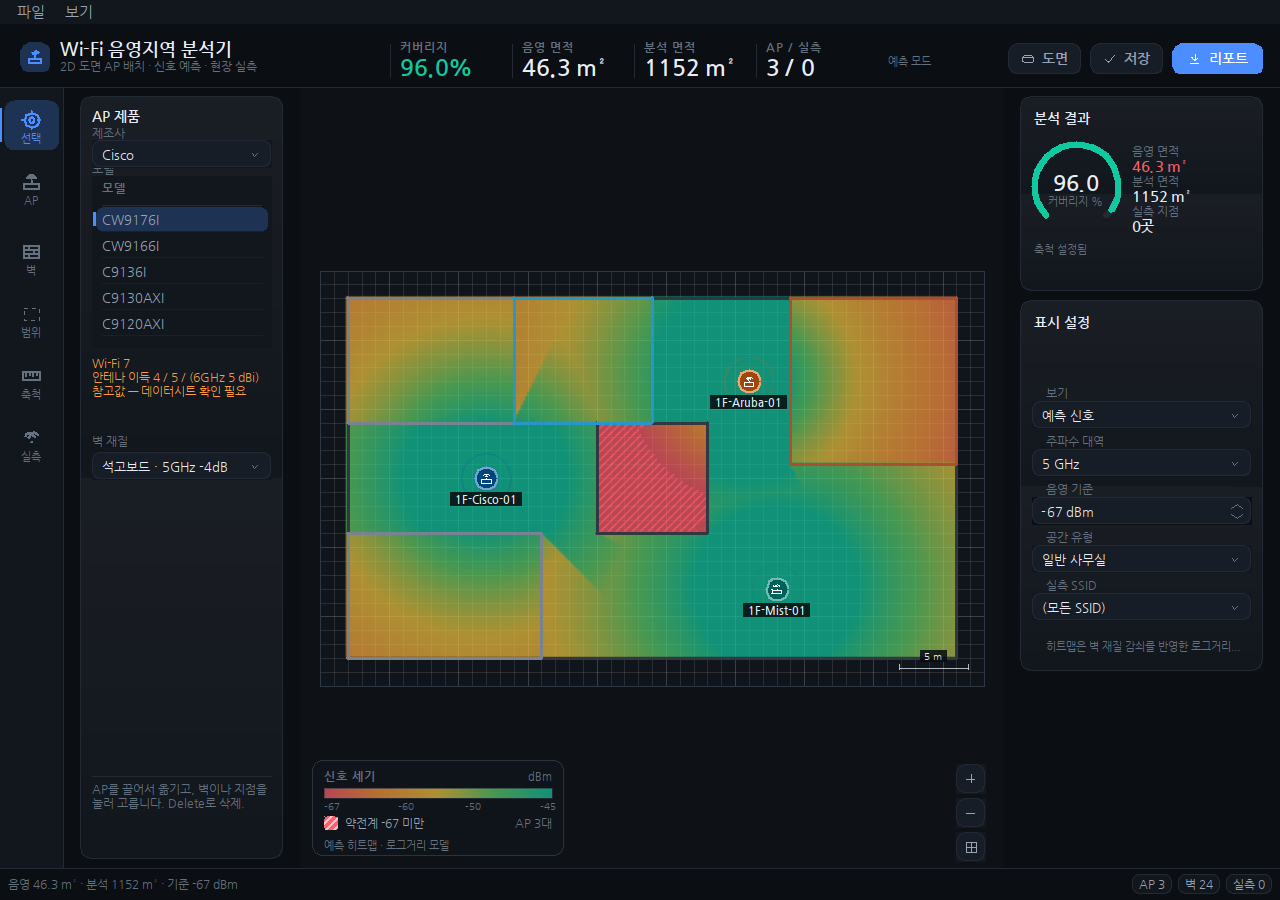 파일 보기
Wi-Fi 음영지역 분석기
2D 도면 AP 배치 · 신호 예측 · 현장 실측
커버리지
96.0%
음영 면적
46.3 m²
분석 면적
1152 m²
AP / 실측
3 / 0
예측 모드
도면
저장
리포트
선택
AP
벽
범위
축척
실측
AP 제품
제조사
Cisco
모델
모델
CW9176I
CW9166I
C9136I
C9130AXI
C9120AXI
Wi-Fi 7
안테나 이득 4 / 5 / (6GHz 5 dBi)
참고값 — 데이터시트 확인 필요
벽 재질
석고보드 · 5GHz -4dB
AP를 끌어서 옮기고, 벽이나 지점을
눌러 고릅니다. Delete로 삭제.
1F-Aruba-01
1F-Cisco-01
1F-Mist-01
5 m
신호 세기 dBm
-67 -60 -50 -45
약전계 -67 미만 AP 3대
예측 히트맵 · 로그거리 모델
분석 결과
96.0
커버리지 %
음영 면적
46.3 m²
분석 면적
1152 m²
실측 지점
0곳
축척 설정됨
표시 설정
보기
예측 신호
주파수 대역
5 GHz
음영 기준
-67 dBm
공간 유형
일반 사무실
실측 SSID
(모든 SSID)
히트맵은 벽 재질 감쇠를 반영한 로그거리...
음영 46.3 m² · 분석 1152 m² · 기준 -67 dBm
AP 3 벽 24 실측 0